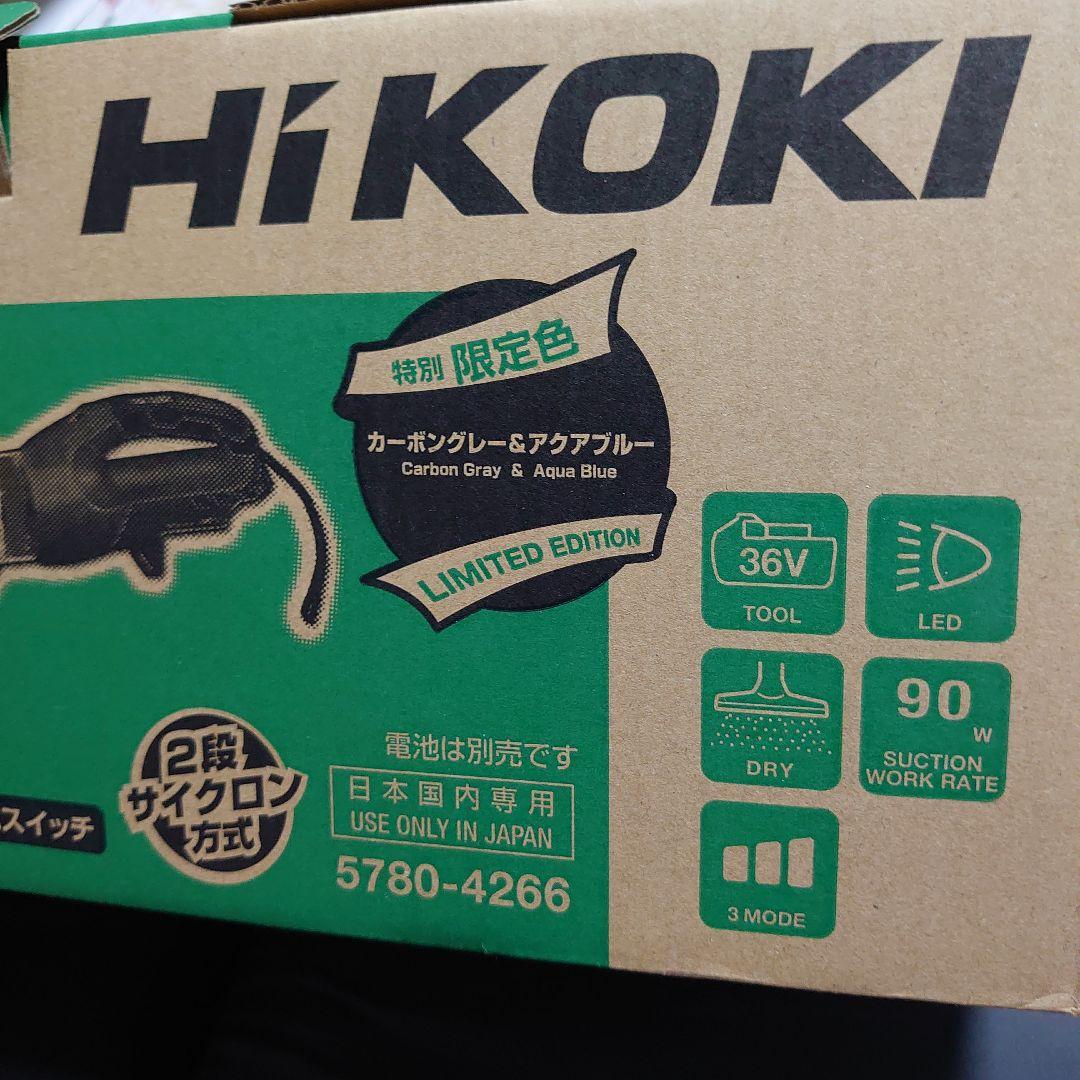 HiKOKI
特別 限定色
カーボングレー&アクアブルー
Carbon Gray & Aqua Blue
LIMITED EDITION
36V
TOOL
LED
DRY
90
W
SUCTION
WORK RATE
3 MODE
2段
サイクロン
方式
スイッチ
電池は別売です
日本国内専用
USE ONLY IN JAPAN
5780-4266